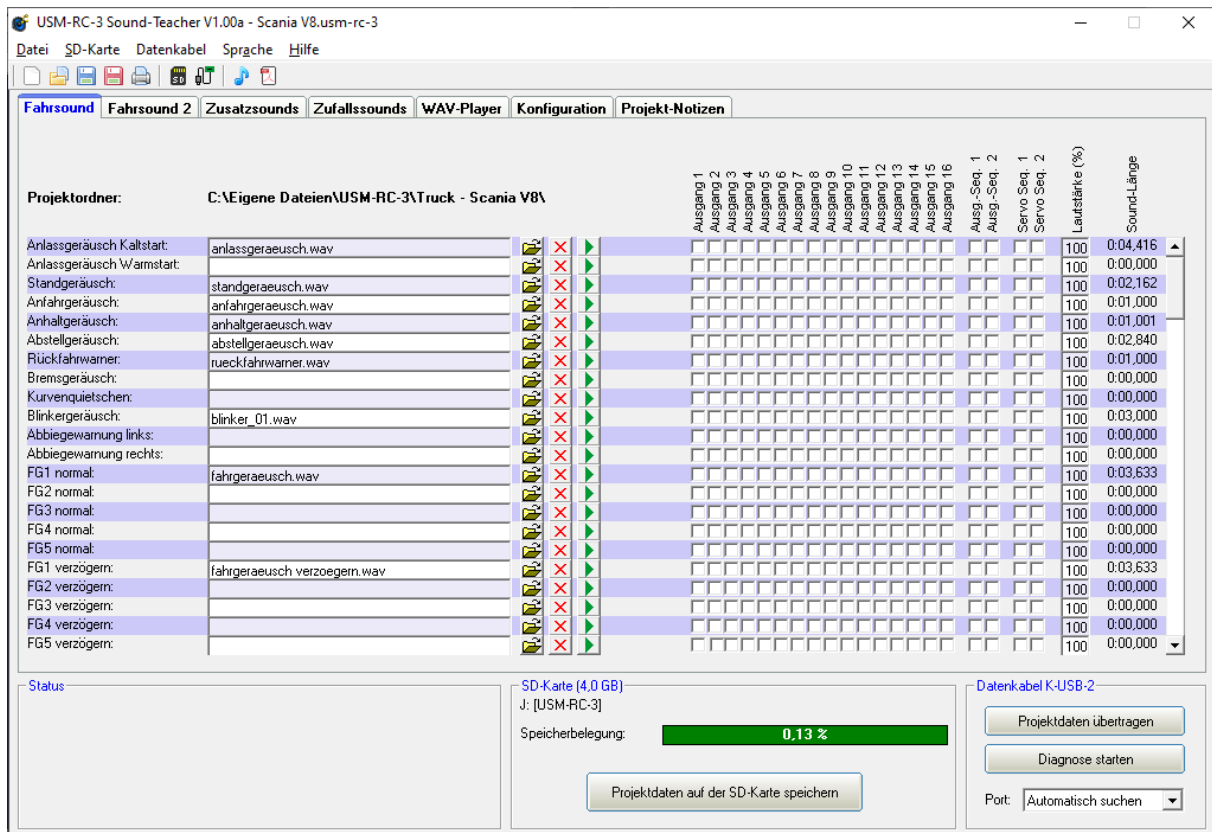 USM-RC-3 Sound-Teacher V1.00a - Scania V8.usm-rc-3
Datei SD-Karte Datenkabel Sprache Hilfe
Fahrsound Fahrsound 2 Zusatzsounds Zufallssounds WAV-Player Konfiguration Projekt-Notizen
Projektordner: C:\Eigene Dateien\USM-RC-3\Truck - Scania V8\
Ausgang 1
Ausgang 2
Ausgang 3
Ausgang 4
Ausgang 5
Ausgang 6
Ausgang 7
Ausgang 8
Ausgang 9
Ausgang 10
Ausgang 11
Ausgang 12
Ausgang 13
Ausgang 14
Ausgang 15
Ausgang 16
Ausg.-Seq. 1
Ausg.-Seq. 2
Servo Seq. 1
Servo Seq. 2
Lautstärke (%)
Sound-Länge
Anlassgeräusch Kaltstart: anlassgeraeusch.wav 100 0:04,416
Anlassgeräusch Warmstart: 100 0:00,000
Standgeräusch: standgeraeusch.wav 100 0:02,162
Anfahrgeräusch: anfahrgeraeusch.wav 100 0:01,000
Anhaltgeräusch: anhaltgeraeusch.wav 100 0:01,001
Abstellgeräusch: abstellgeraeusch.wav 100 0:02,840
Rückfahrwarner: rueckfahrwarner.wav 100 0:01,000
Bremsgeräusch: 100 0:00,000
Kurvenquietschen: 100 0:00,000
Blinkergeräusch: blinker_01.wav 100 0:03,000
Abbiegewarnung links: 100 0:00,000
Abbiegewarnung rechts: 100 0:00,000
FG1 normal: fahrgeraeusch.wav 100 0:03,633
FG2 normal: 100 0:00,000
FG3 normal: 100 0:00,000
FG4 normal: 100 0:00,000
FG5 normal: 100 0:00,000
FG1 verzögern: fahrgeraeusch verzoegern.wav 100 0:03,633
FG2 verzögern: 100 0:00,000
FG3 verzögern: 100 0:00,000
FG4 verzögern: 100 0:00,000
FG5 verzögern: 100 0:00,000
Status
SD-Karte (4,0 GB)
J: [USM-RC-3]
Speicherbelegung: 0,13 %
Projektdaten auf der SD-Karte speichern
Datenkabel K-USB-2
Projektdaten übertragen
Diagnose starten
Port: Automatisch suchen